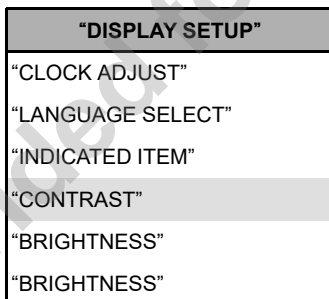 “DISPLAY SETUP”
“CLOCK ADJUST”
“LANGUAGE SELECT”
“INDICATED ITEM”
“CONTRAST”
“BRIGHTNESS”
“BRIGHTNESS”